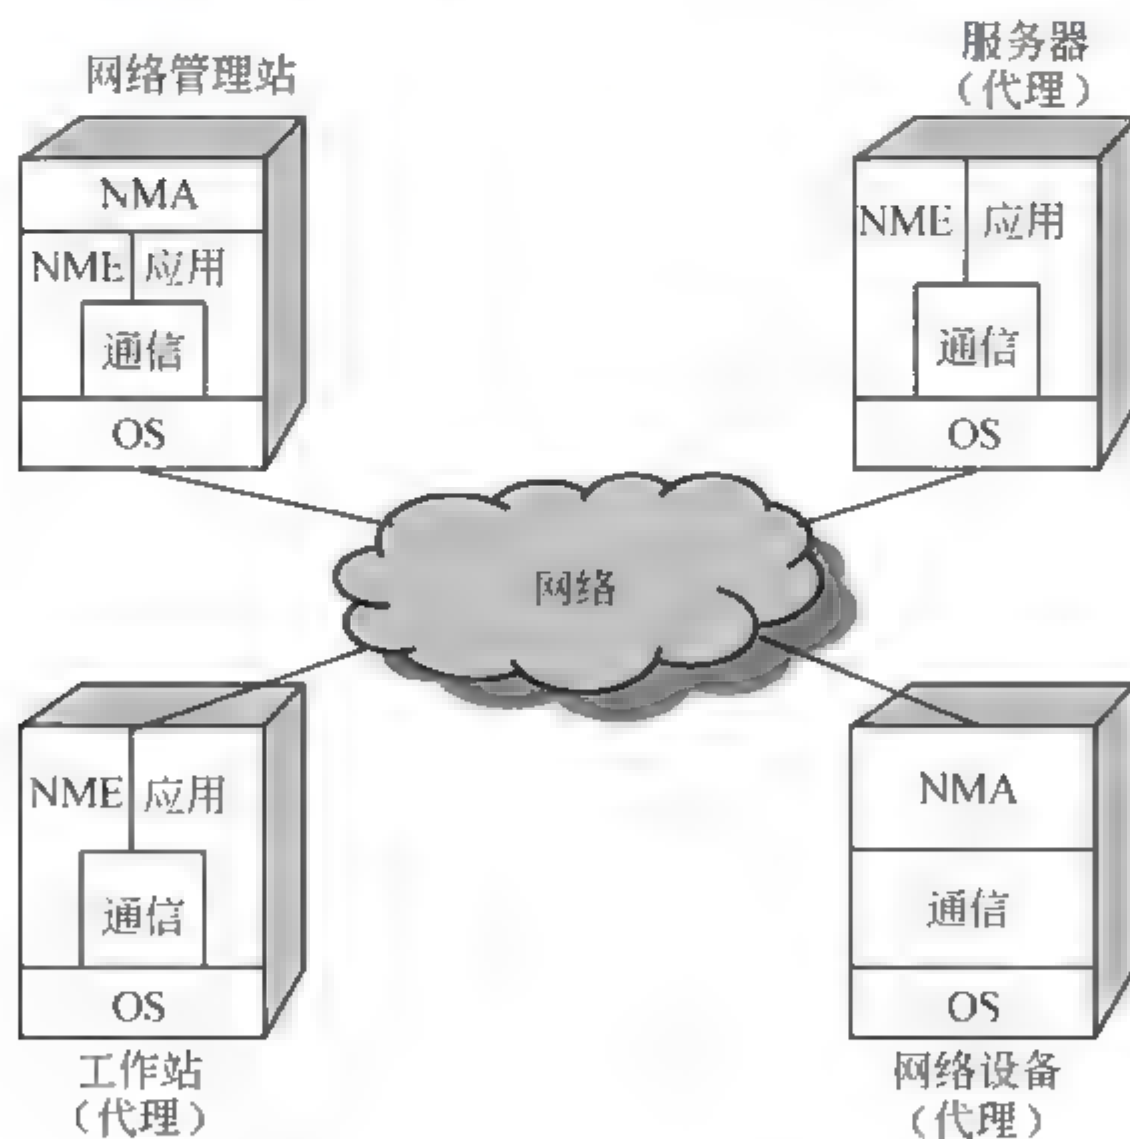 网络管理站
NMA
NME 应用
通信
OS
服务器
（代理）
NME 应用
通信
OS
网络
NME 应用
通信
OS
工作站
（代理）
NMA
通信
OS
网络设备
（代理）